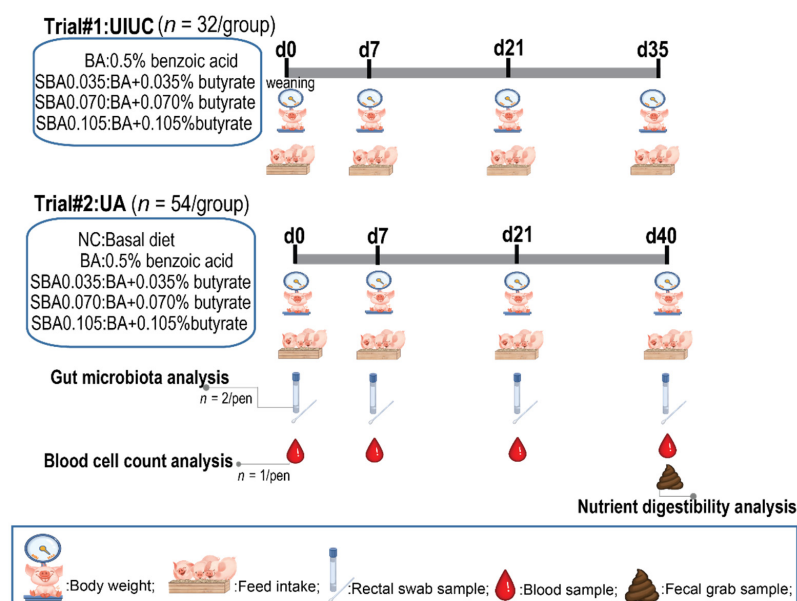 Trial#1:UIUC (n = 32/group)
BA:0.5% benzoic acid
SBA0.035:BA+0.035% butyrate
SBA0.070:BA+0.070% butyrate
SBA0.105:BA+0.105%butyrate
d0 d7 d21 d35
weaning
Trial#2:UA (n = 54/group)
NC:Basal diet
BA:0.5% benzoic acid
SBA0.035:BA+0.035% butyrate
SBA0.070:BA+0.070% butyrate
SBA0.105:BA+0.105%butyrate
d0 d7 d21 d40
Gut microbiota analysis
n = 2/pen
Blood cell count analysis
n = 1/pen
Nutrient digestibility analysis
:Body weight; :Feed intake; :Rectal swab sample; :Blood sample; :Fecal grab sample;